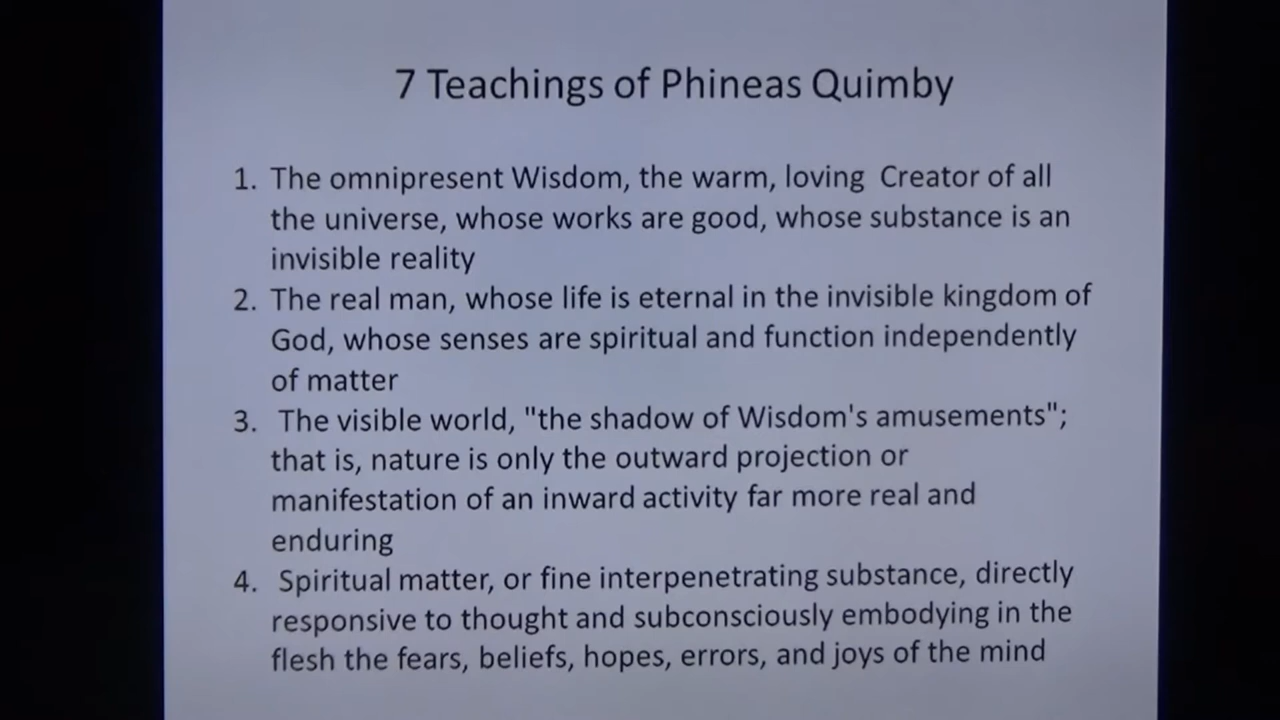 7 Teachings of Phineas Quimby
1. The omnipresent Wisdom, the warm, loving  Creator of all
the universe, whose works are good, whose substance is an
invisible reality
2. The real man, whose life is eternal in the invisible kingdom of
God, whose senses are spiritual and function independently
of matter
3.  The visible world, "the shadow of Wisdom's amusements";
that is, nature is only the outward projection or
manifestation of an inward activity far more real and
enduring
4.  Spiritual matter, or fine interpenetrating substance, directly
responsive to thought and subconsciously embodying in the
flesh the fears, beliefs, hopes, errors, and joys of the mind